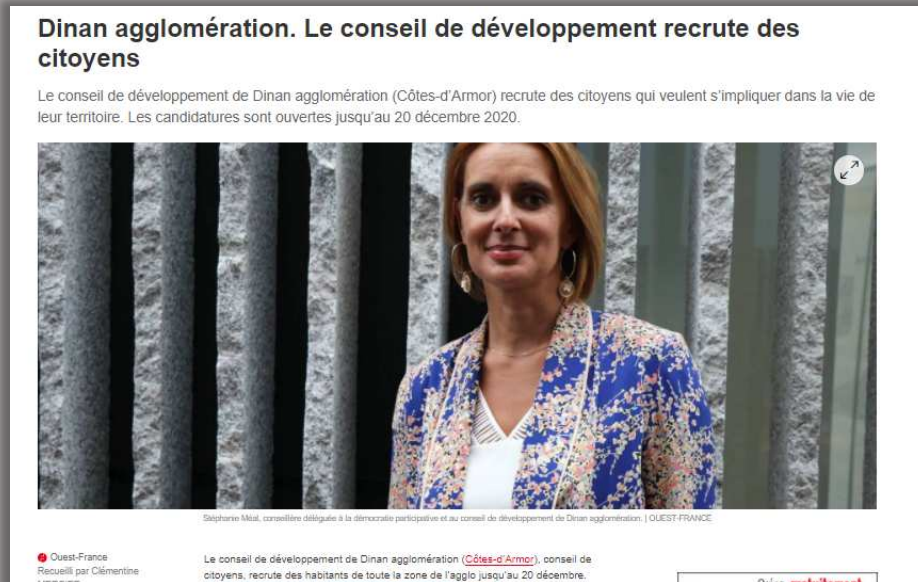 Dinan agglomération. Le conseil de développement recrute des
citoyens
Le conseil de développement de Dinan agglomération (Côtes-d'Armor) recrute des citoyens qui veulent s'impliquer dans la vie de
leur territoire. Les candidatures sont ouvertes jusqu'au 20 décembre 2020.
Stéphanie Méal, conseillère déléguée à la démocratie participative et au conseil de développement de Dinan agglomération. | OUEST-FRANCE
Ouest-France
Recueilli par Clémentine
Le conseil de développement de Dinan agglomération (Côtes-d'Armor), conseil de
citoyens, recrute des habitants de toute la zone de l'agglo jusqu'au 20 décembre.
gratuitement